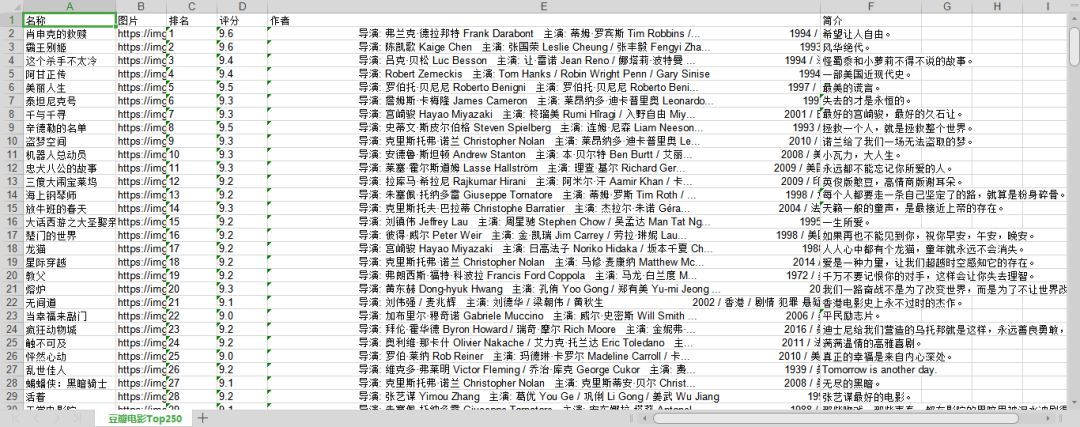 A B C D E F G H I
1 名称 图片 排名 评分 作者 简介
2 肖申克的救赎 https://img 1 9.6 导演: 弗兰克·德拉邦特 Frank Darabont 主演: 蒂姆·罗宾斯 Tim Robbins /... 1994 / 希望让人自由。
3 霸王别姬 https://img 2 9.6 导演: 陈凯歌 Kaige Chen 主演: 张国荣 Leslie Cheung / 张丰毅 Fengyi Zha... 1993 风华绝代。
4 这个杀手不太冷 https://img 3 9.4 导演: 吕克·贝松 Luc Besson 主演: 让·雷诺 Jean Reno / 娜塔莉·波特曼 ... 1994 / 怪蜀黍和小萝莉不得不说的故事。
5 阿甘正传 https://img 4 9.4 导演: Robert Zemeckis 主演: Tom Hanks / Robin Wright Penn / Gary Sinise 1994 / 一部美国近现代史。
6 美丽人生 https://img 5 9.5 导演: 罗伯托·贝尼尼 Roberto Benigni 主演: 罗伯托·贝尼尼 Roberto Beni... 1997 / 最美的谎言。
7 泰坦尼克号 https://img 6 9.3 导演: 詹姆斯·卡梅隆 James Cameron 主演: 莱昂纳多·迪卡普里奥 Leonardo... 199 失去的才是永恒的。
8 千与千寻 https://img 7 9.3 导演: 宫崎骏 Hayao Miyazaki 主演: 柊瑠美 Rumi Hîragi / 入野自由 Miy... 2001 / 最好的宫崎骏，最好的久石让。
9 辛德勒的名单 https://img 8 9.5 导演: 史蒂文·斯皮尔伯格 Steven Spielberg 主演: 连姆·尼森 Liam Neeson... 1993 / 拯救一个人，就是拯救整个世界。
10 盗梦空间 https://img 9 9.3 导演: 克里斯托弗·诺兰 Christopher Nolan 主演: 莱昂纳多·迪卡普里奥 Le... 2010 / 诺兰给了我们一场无法盗取的梦。
11 机器人总动员 https://img 10 9.3 导演: 安德鲁·斯坦顿 Andrew Stanton 主演: 本·贝尔特 Ben Burtt / 艾丽... 2008 / 小瓦力，大人生。
12 忠犬八公的故事 https://img 11 9.3 导演: 莱塞·霍尔斯道姆 Lasse Hallström 主演: 理查·基尔 Richard Ger... 2009 / 永远都不能忘记你所爱的人。
13 三傻大闹宝莱坞 https://img 12 9.2 导演: 拉库马·希拉尼 Rajkumar Hirani 主演: 阿米尔·汗 Aamir Khan / 卡... 2009 / 英俊版憨豆，高情商版谢耳朵。
14 海上钢琴师 https://img 13 9.2 导演: 朱塞佩·托纳多雷 Giuseppe Tornatore 主演: 蒂姆·罗斯 Tim Roth / ... 1998 / 每个人都要走一条自己坚定了的路，就算是粉身碎骨。
15 放牛班的春天 https://img 14 9.3 导演: 克里斯托夫·巴拉蒂 Christophe Barratier 主演: 杰拉尔·朱诺 Géra... 2004 / 天籁一般的童声，是最接近上帝的存在。
16 大话西游之大圣娶亲 https://img 15 9.2 导演: 刘镇伟 Jeffrey Lau 主演: 周星驰 Stephen Chow / 吴孟达 Man Tat Ng... 199 一生所爱。
17 楚门的世界 https://img 16 9.2 导演: 彼得·威尔 Peter Weir 主演: 金·凯瑞 Jim Carrey / 劳拉·琳妮 Lau... 1998 / 如果再也不能见到你，祝你早安，午安，晚安。
18 龙猫 https://img 17 9.2 导演: 宫崎骏 Hayao Miyazaki 主演: 日高法子 Noriko Hidaka / 坂本千夏 Ch... 198 人人心中都有个龙猫，童年就永远不会消失。
19 星际穿越 https://img 18 9.2 导演: 克里斯托弗·诺兰 Christopher Nolan 主演: 马修·麦康纳 Matthew Mc... 2014 / 爱是一种力量，让我们超越时空感知它的存在。
20 教父 https://img 19 9.2 导演: 弗朗西斯·福特·科波拉 Francis Ford Coppola 主演: 马龙·白兰度 M... 1972 / 千万不要记恨你的对手，这样会让你失去理智。
21 熔炉 https://img 20 9.3 导演: 黄东赫 Dong-hyuk Hwang 主演: 孔侑 Yoo Gong / 郑有美 Yu-mi Jeong ... 我们一路奋战不是为了改变世界，而是为了不让世界改
22 无间道 https://img 21 9.1 导演: 刘伟强 / 麦兆辉 主演: 刘德华 / 梁朝伟 / 黄秋生 2002 / 香港 / 剧情 犯罪 悬疑 香港电影史上永不过时的杰作。
23 当幸福来敲门 https://img 22 9.0 导演: 加布里尔·穆奇诺 Gabriele Muccino 主演: 威尔·史密斯 Will Smith ... 2006 / 平民励志片。
24 疯狂动物城 https://img 23 9.2 导演: 拜伦·霍华德 Byron Howard / 瑞奇·摩尔 Rich Moore 主演: 金妮弗·... 2016 / 迪士尼给我们营造的乌托邦就是这样，永远善良勇敢，
25 触不可及 https://img 24 9.2 导演: 奥利维·那卡什 Olivier Nakache / 艾力克·托兰达 Eric Toledano 主... 2011 / 满满温情的高雅喜剧。
26 怦然心动 https://img 25 9.0 导演: 罗伯·莱纳 Rob Reiner 主演: 玛德琳·卡罗尔 Madeline Carroll / 卡... 2010 / 真正的幸福是来自内心深处。
27 乱世佳人 https://img 26 9.2 导演: 维克多·弗莱明 Victor Fleming / 乔治·库克 George Cukor 主演: 费... 1939 / Tomorrow is another day.
28 蝙蝠侠：黑暗骑士 https://img 27 9.1 导演: 克里斯托弗·诺兰 Christopher Nolan 主演: 克里斯蒂安·贝尔 Christ... 2008 / 无尽的黑暗。
29 活着 https://img 28 9.2 导演: 张艺谋 Yimou Zhang 主演: 葛优 You Ge / 巩俐 Li Gong / 姜武 Wu Jiang 199 张艺谋最好的电影。
豆瓣电影Top250